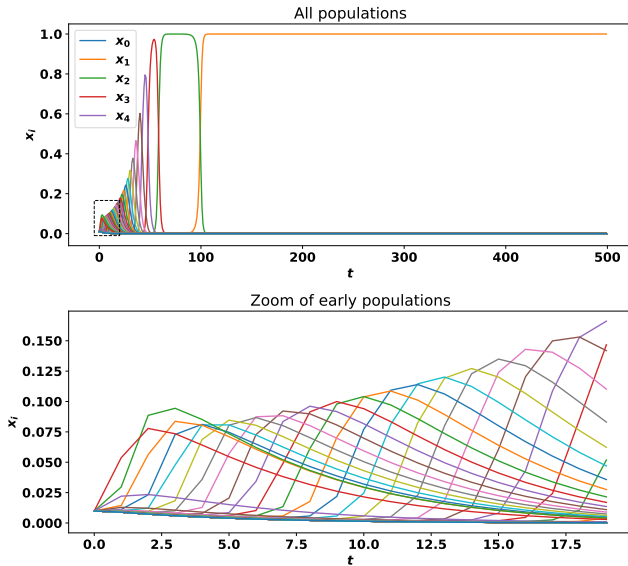 All populations
x_i
1.0
0.8
0.6
0.4
0.2
0.0
x_0
x_1
x_2
x_3
x_4
0 100 200 300 400 500
t
Zoom of early populations
x_i
0.150
0.125
0.100
0.075
0.050
0.025
0.000
0.0 2.5 5.0 7.5 10.0 12.5 15.0 17.5
t